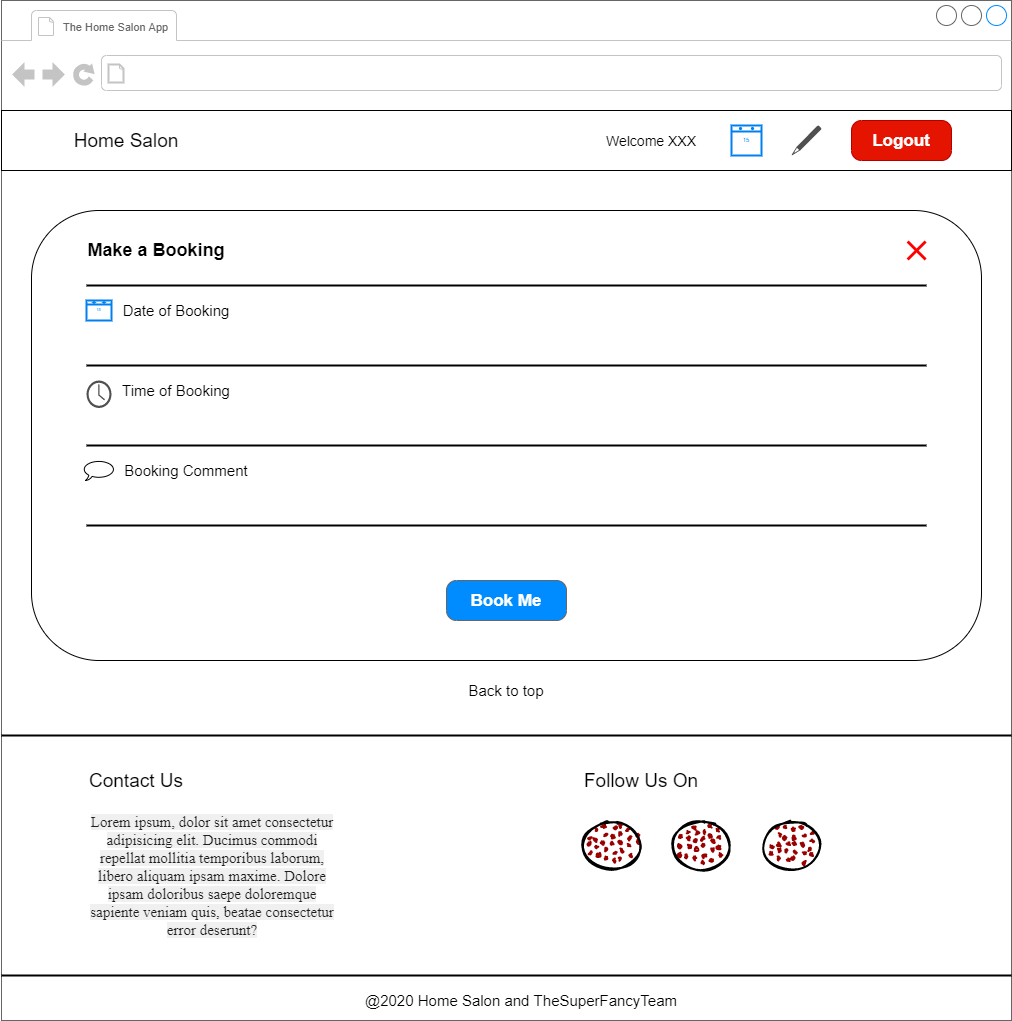 The Home Salon App
Home Salon
Welcome XXX
15
Logout
Make a Booking
Date of Booking
Time of Booking
Booking Comment
Book Me
Back to top
Contact Us
Follow Us On
Lorem ipsum, dolor sit amet consectetur
adipisicing elit. Ducimus commodi
repellat mollitia temporibus laborum,
libero aliquam ipsam maxime. Dolore
ipsam doloribus saepe doloremque
sapiente veniam quis, beatae consectetur
error deserunt?
@2020 Home Salon and TheSuperFancyTeam